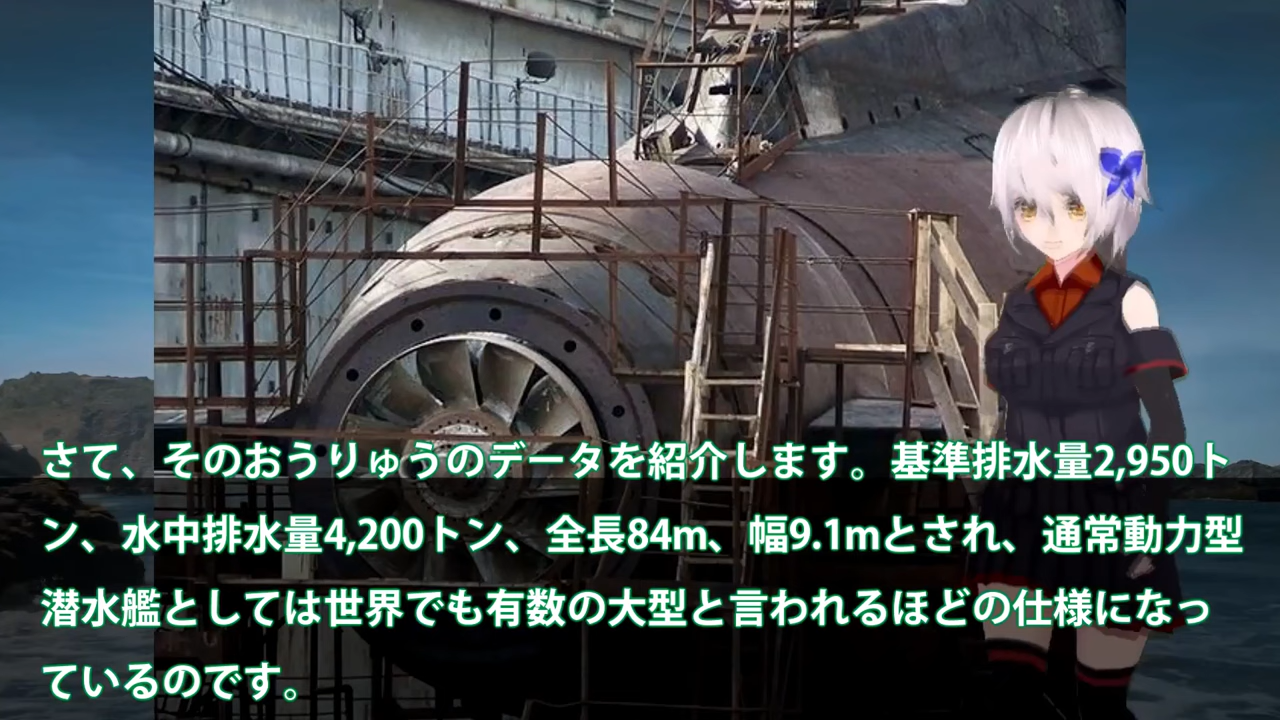 さて、そのおうりゅうのデータを紹介します。基準排水量2,950ト
ン、水中排水量4,200トン、全長84m、幅9.1mとされ、通常動力型
潜水艦としては世界でも有数の大型と言われるほどの仕様になっ
ているのです。